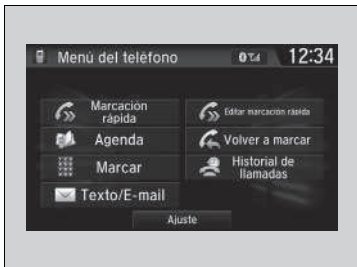 Menú del teléfono
12:34
Marcación
rápida
Editar marcación rápida
Agenda
Volver a marcar
Marcar
Historial de
llamadas
Texto/E-mail
Ajuste